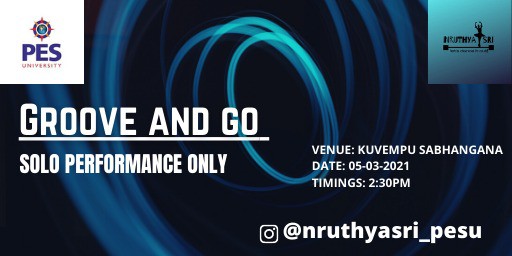 PES
UNIVERSITY
NRUTHYASRI
GROOVE AND GO
SOLO PERFORMANCE ONLY
VENUE: KUVEMPU SABHANGANA
DATE: 05-03-2021
TIMINGS: 2:30PM
@nruthyasri_pesu